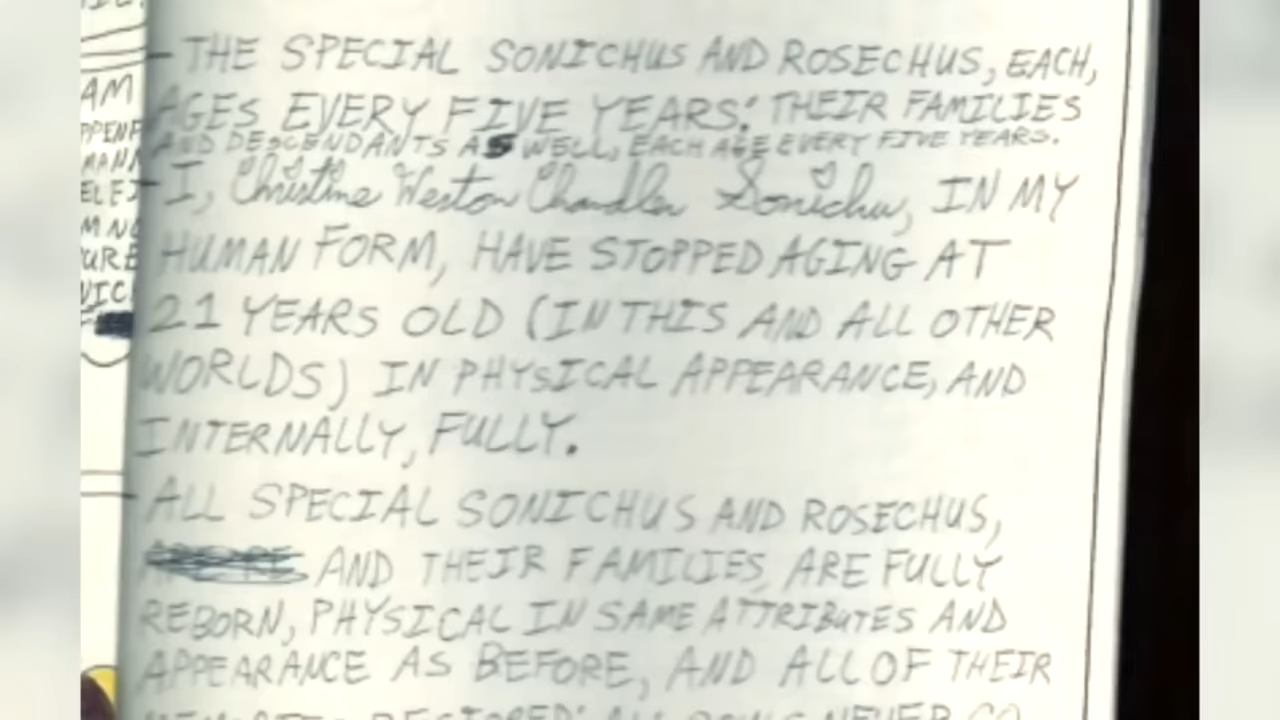 - THE SPECIAL SONICHUS AND ROSECHUS, EACH,
AGES EVERY FIVE YEARS: THEIR FAMILIES
AND DESCENDANTS AS WELL, EACH AGE EVERY FIVE YEARS.
- I, Christine Weston Chandler Sonichu, IN MY
HUMAN FORM, HAVE STOPPED AGING AT
21 YEARS OLD (IN THIS AND ALL OTHER
WORLDS) IN PHYSICAL APPEARANCE, AND
INTERNALLY, FULLY.
- ALL SPECIAL SONICHUS AND ROSECHUS,
AND THEIR FAMILIES, ARE FULLY
REBORN, PHYSICAL IN SAME ATTRIBUTES AND
APPEARANCE AS BEFORE, AND ALL OF THEIR
AM